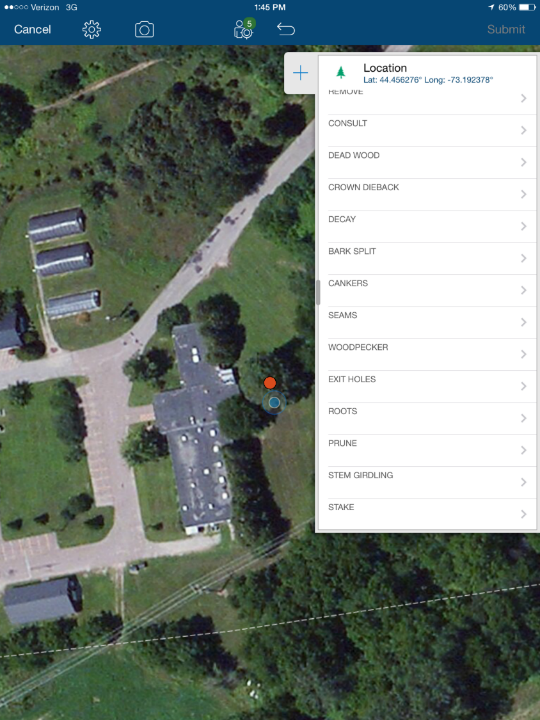 Verizon 3G
1:45 PM
60%
Cancel
5
Submit
Location
Lat: 44.456276° Long: -73.192378°
REMOVE
CONSULT
DEAD WOOD
CROWN DIEBACK
DECAY
BARK SPLIT
CANKERS
SEAMS
WOODPECKER
EXIT HOLES
ROOTS
PRUNE
STEM GIRDLING
STAKE